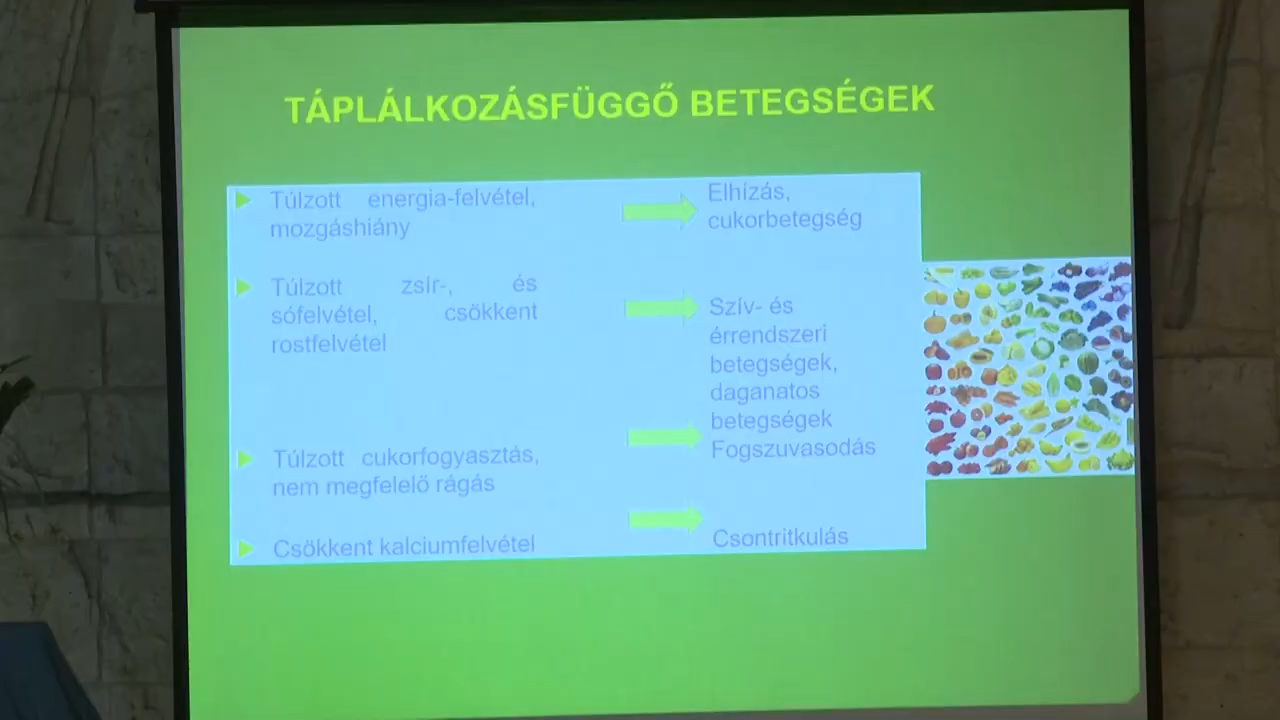 TÁPLÁLKOZÁSFÜGGŐ BETEGSÉGEK
Túlzott energia-felvétel,
mozgáshiány
Elhízás,
cukorbetegség
Túlzott zsír-, és
sófelvétel, csökkent
rostfelvétel
Szív- és
érrendszeri
betegségek,
daganatos
betegségek
Túlzott cukorfogyasztás,
nem megfelelő rágás
Fogszuvasodás
Csökkent kalciumfelvétel
Csontritkulás